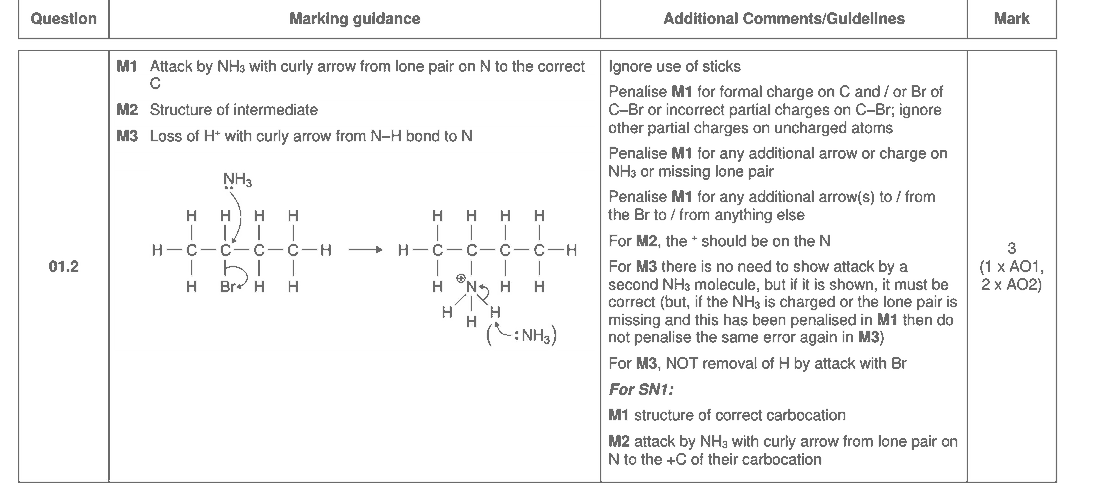 Question Marking guidance Additional Comments/Guidelines Mark
01.2
M1 Attack by NH₃ with curly arrow from lone pair on N to the correct
C
M2 Structure of intermediate
M3 Loss of H⁺ with curly arrow from N–H bond to N
NH₃
H H H H
H–C–C–C–C–H
H Br H H
H H H H
H–C–C–C–C–H
H ⊕N H H
H H H
(:NH₃)
Ignore use of sticks
Penalise M1 for formal charge on C and / or Br of
C–Br or incorrect partial charges on C–Br; ignore
other partial charges on uncharged atoms
Penalise M1 for any additional arrow or charge on
NH₃ or missing lone pair
Penalise M1 for any additional arrow(s) to / from
the Br to / from anything else
For M2, the ⁺ should be on the N
For M3 there is no need to show attack by a
second NH₃ molecule, but if it is shown, it must be
correct (but, if the NH₃ is charged or the lone pair is
missing and this has been penalised in M1 then do
not penalise the same error again in M3)
For M3, NOT removal of H by attack with Br
For SN1:
M1 structure of correct carbocation
M2 attack by NH₃ with curly arrow from lone pair on
N to the +C of their carbocation
3
(1 x AO1,
2 x AO2)